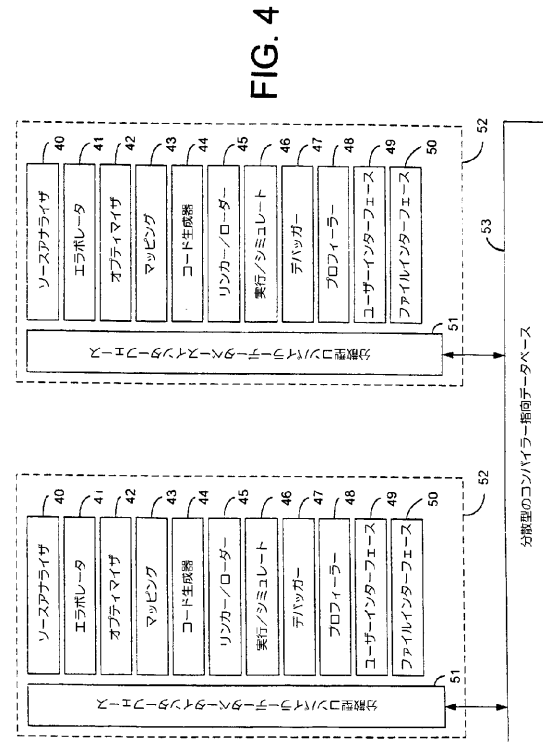 FIG. 4
ソースアナライザ
40
エラボレータ
41
オプティマイザ
42
マッピング
43
コード生成器
44
リンカー/ローダー
45
実行/シミュレート
46
デバッガー
47
プロフィーラー
48
ユーザーインターフェース
49
ファイルインターフェース
50
分散型コンパイラーデータベースインターフェース
51
52
ソースアナライザ
40
エラボレータ
41
オプティマイザ
42
マッピング
43
コード生成器
44
リンカー/ローダー
45
実行/シミュレート
46
デバッガー
47
プロフィーラー
48
ユーザーインターフェース
49
ファイルインターフェース
50
分散型コンパイラーデータベースインターフェース
51
52
53
分散型のコンパイラー指向データベース